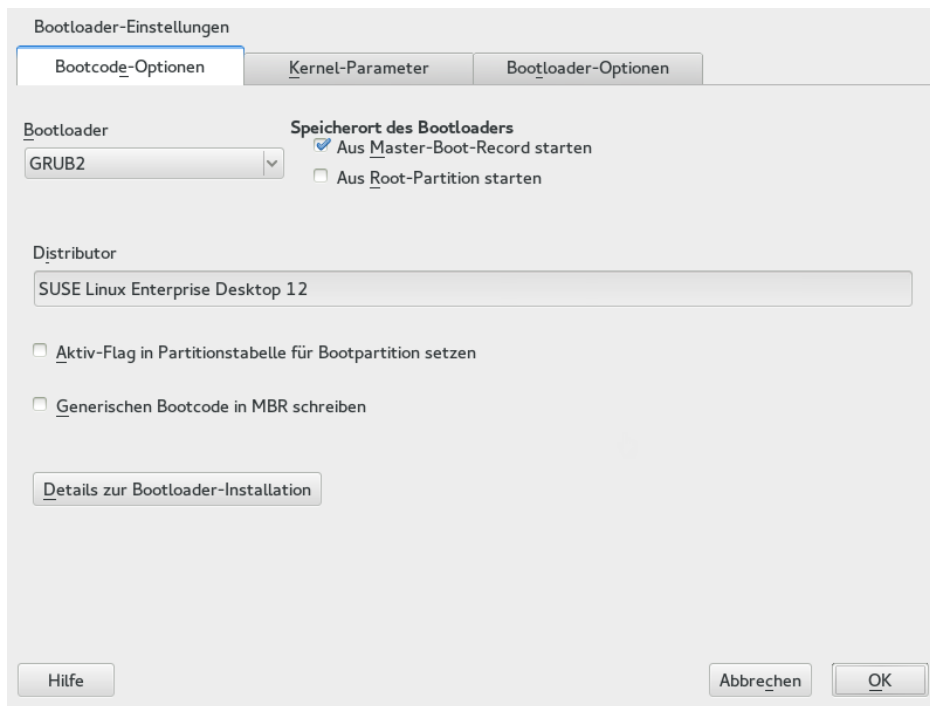 Bootloader-Einstellungen
Bootcode-Optionen
Kernel-Parameter
Bootloader-Optionen
Bootloader
GRUB2
Speicherort des Bootloaders
Aus Master-Boot-Record starten
Aus Root-Partition starten
Distributor
SUSE Linux Enterprise Desktop 12
Aktiv-Flag in Partitionstabelle für Bootpartition setzen
Generischen Bootcode in MBR schreiben
Details zur Bootloader-Installation
Hilfe
Abbrechen
OK